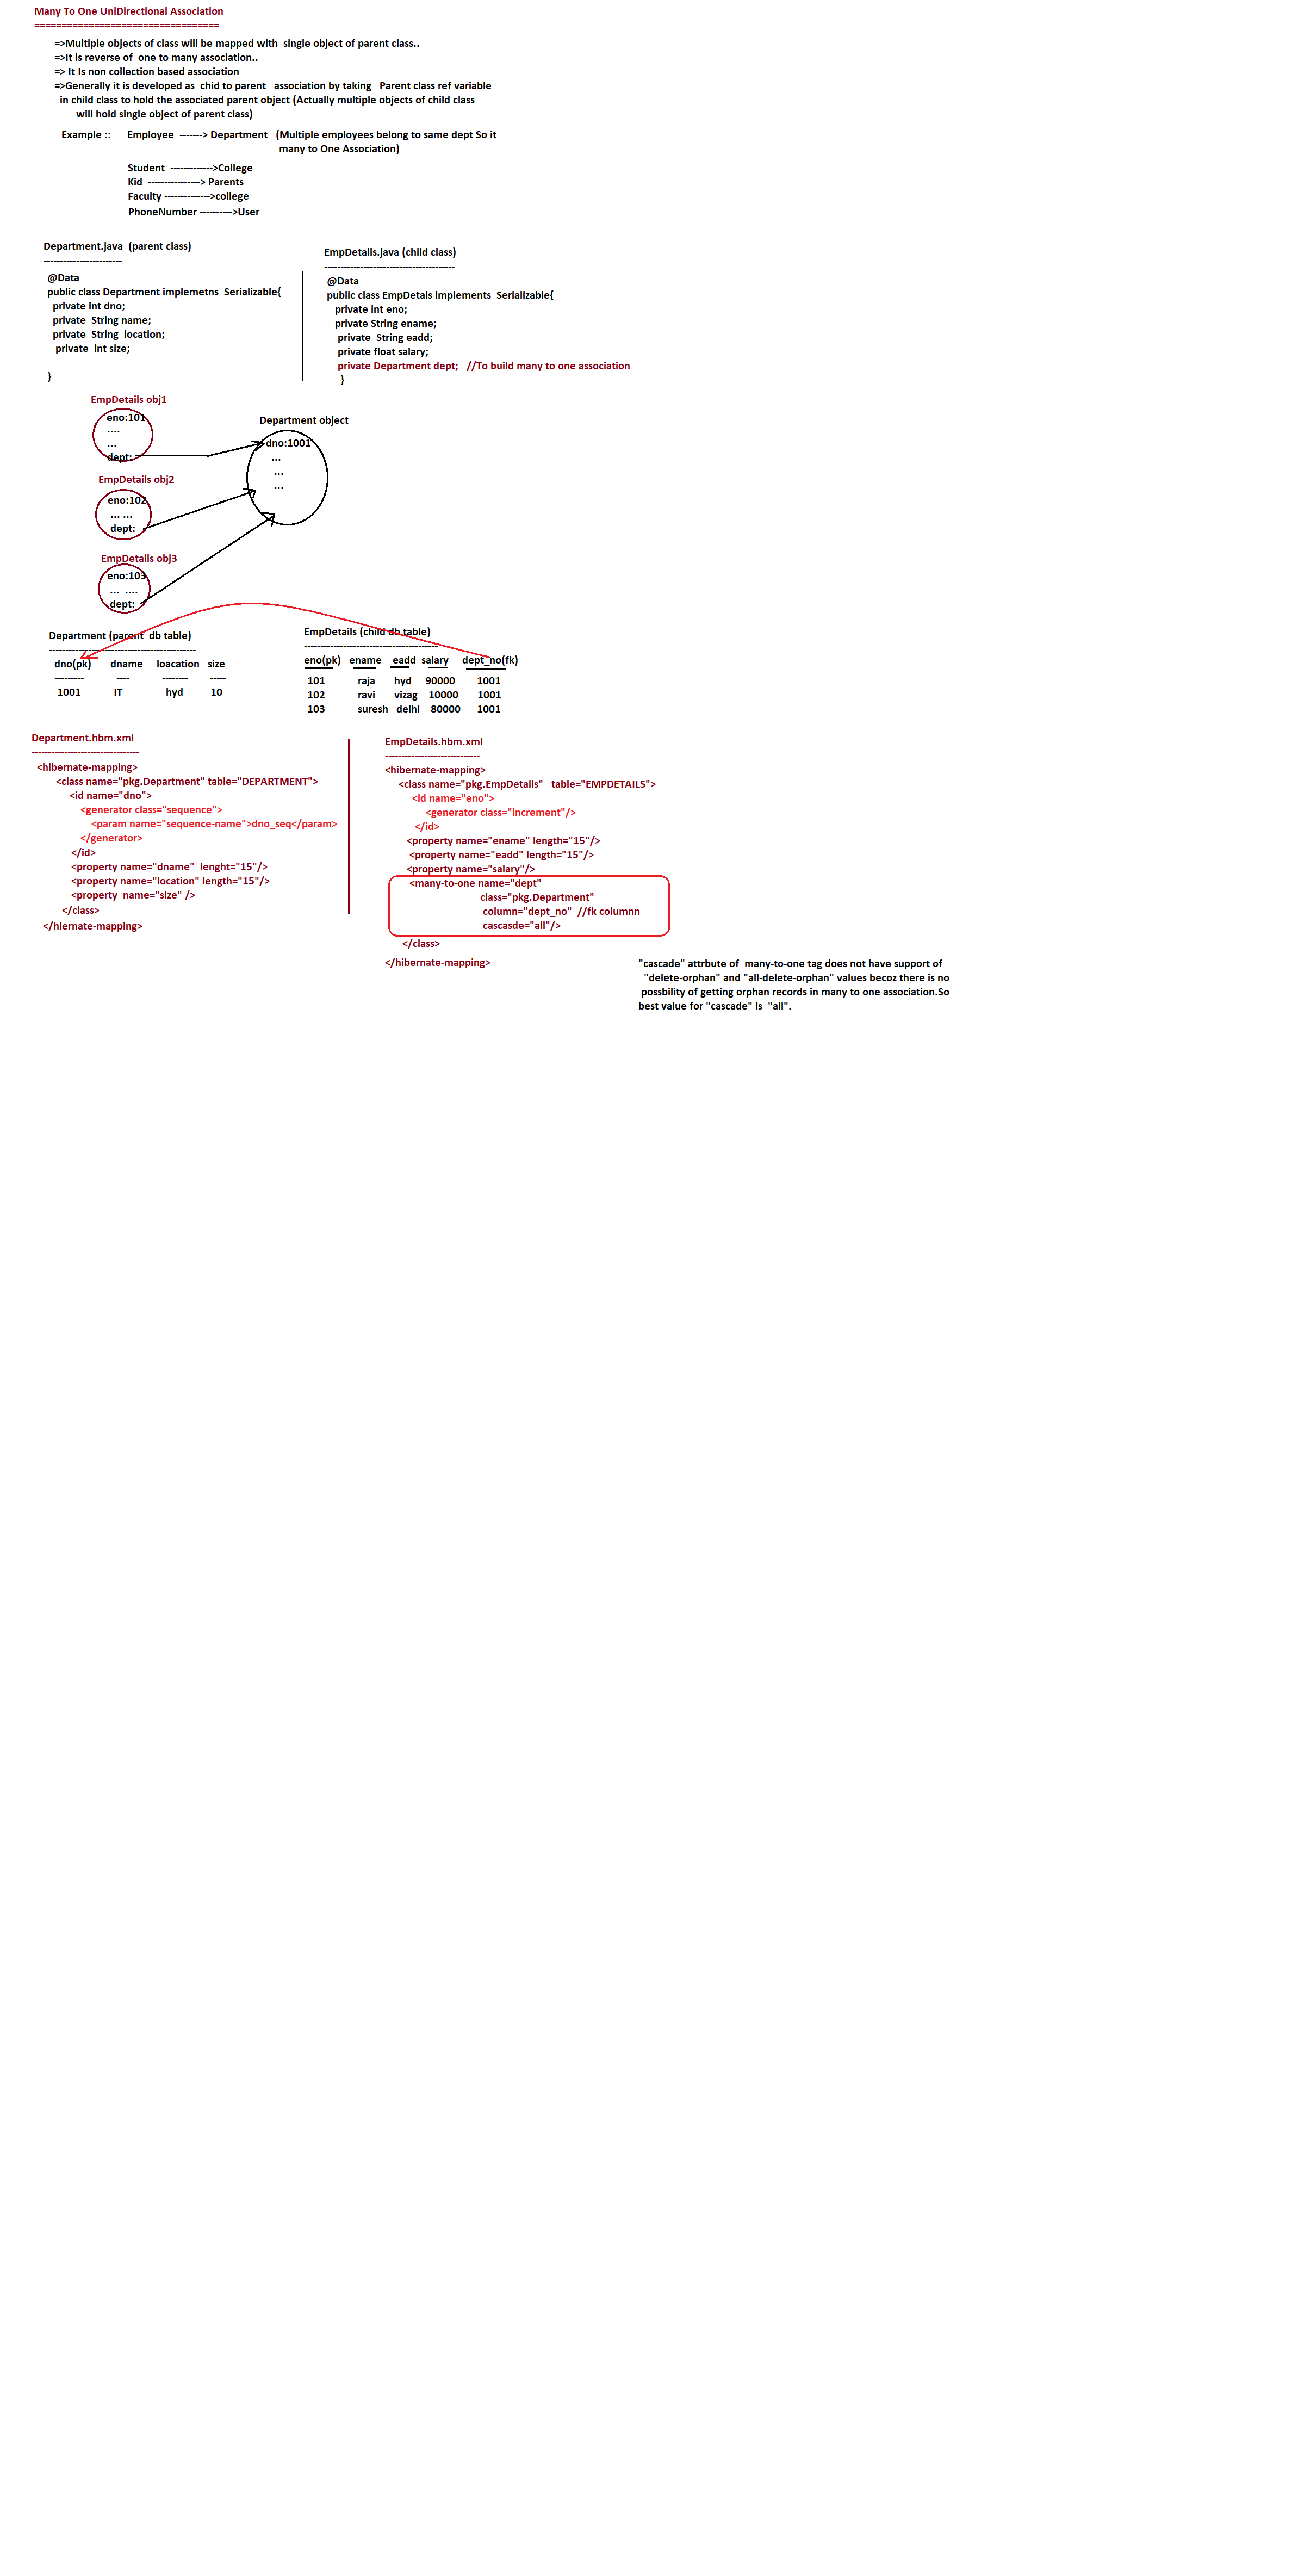 Many To One UniDirectional Association
==================================
=>Multiple objects of class will be mapped with  single object of parent class..
=>It is reverse of  one to many association..
=> It Is non collection based association
=>Generally it is developed as  chid to parent   association by taking   Parent class ref variable
in child class to hold the associated parent object (Actually multiple objects of child class
will hold single object of parent class)
Example ::      Employee  -------> Department   (Multiple employees belong to same dept So it
many to One Association)
Student  ------------->College
Kid  ----------------> Parents
Faculty -------------->college
PhoneNumber ---------->User
Department.java  (parent class)
------------------------
@Data
public class Department implemetns  Serializable{
private int dno;
private  String name;
private  String  location;
private  int size;
}
EmpDetails.java (child class)
----------------------------------------
@Data
public class EmpDetals implements  Serializable{
private int eno;
private String ename;
private  String eadd;
private float salary;
private Department dept;   //To build many to one association
}
EmpDetails obj1
eno:101
....
...
dept:
EmpDetails obj2
eno:102
... ...
dept:
EmpDetails obj3
eno:103
...  ....
dept:
Department object
dno:1001
...
...
...
Department (parent  db table)
---------------------------------------------
dno(pk)       dname     loacation   size
---------            ----            --------        -----
1001            IT                hyd          10
EmpDetails (child db table)
-----------------------------------------
eno(pk)   ename    eadd  salary     dept_no(fk)
101            raja       hyd     90000        1001
102            ravi       vizag   10000       1001
103            suresh   delhi    80000      1001
Department.hbm.xml
---------------------------------
<hibernate-mapping>
<class name="pkg.Department" table="DEPARTMENT">
<id name="dno">
<generator class="sequence">
<param name="sequence-name">dno_seq</param>
</generator>
</id>
<property name="dname"  lenght="15"/>
<property name="location" length="15"/>
<property  name="size" />
</class>
</hiernate-mapping>
EmpDetails.hbm.xml
-----------------------------
<hibernate-mapping>
<class name="pkg.EmpDetails"   table="EMPDETAILS">
<id name="eno">
<generator class="increment"/>
</id>
<property name="ename" length="15"/>
<property name="eadd" length="15"/>
<property name="salary"/>
<many-to-one name="dept"
class="pkg.Department"
column="dept_no"  //fk columnn
cascasde="all"/>
</class>
</hibernate-mapping>
"cascade" attrbute of  many-to-one tag does not have support of
"delete-orphan" and "all-delete-orphan" values becoz there is no
possbility of getting orphan records in many to one association.So
best value for "cascade" is  "all".